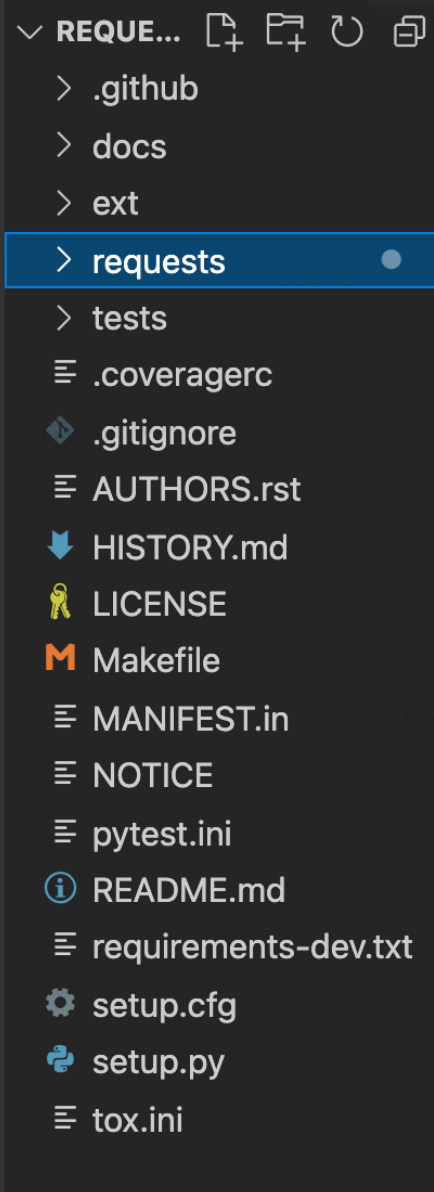 REQUE...
.github
docs
ext
requests
tests
.coveragerc
.gitignore
AUTHORS.rst
HISTORY.md
LICENSE
Makefile
MANIFEST.in
NOTICE
pytest.ini
README.md
requirements-dev.txt
setup.cfg
setup.py
tox.ini